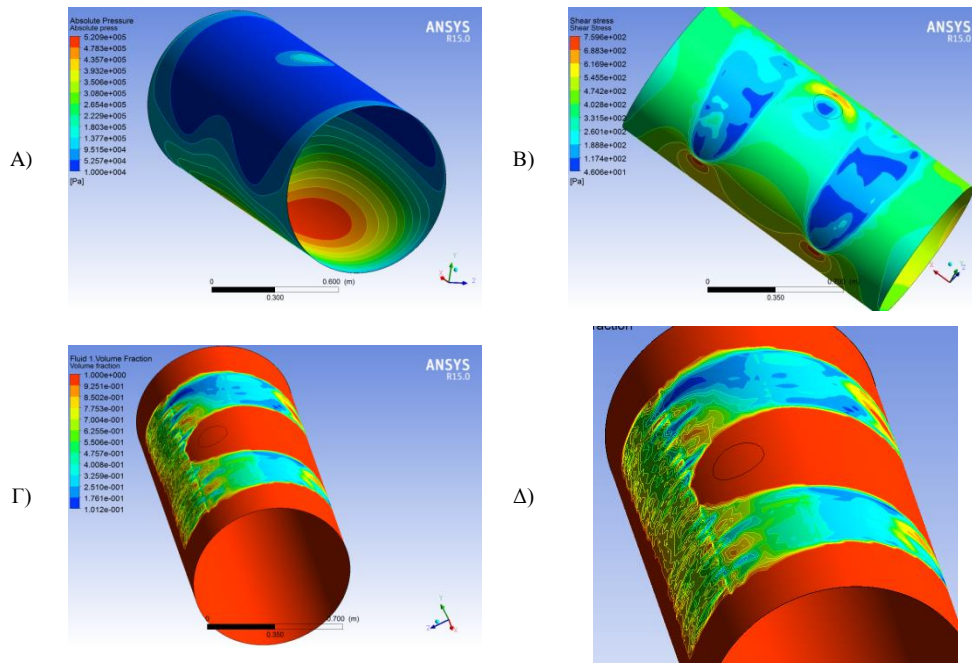 Α)
Absolute Pressure
Absolute press
5.209e+005
4.783e+005
4.357e+005
3.932e+005
3.506e+005
3.080e+005
2.654e+005
2.229e+005
1.803e+005
1.377e+005
9.515e+004
5.257e+004
1.000e+004
[Pa]
ANSYS
R15.0
0
0.600 (m)
0.300
Y
X
Z
Β)
Shear stress
Shear Stress
7.596e+002
6.883e+002
6.169e+002
5.455e+002
4.742e+002
4.028e+002
3.315e+002
2.601e+002
1.888e+002
1.174e+002
4.606e+001
[Pa]
ANSYS
R15.0
0
(m)
0.350
Γ)
Fluid 1.Volume Fraction
Volume fraction
1.000e+000
9.251e-001
8.502e-001
7.753e-001
7.004e-001
6.255e-001
5.506e-001
4.757e-001
4.008e-001
3.259e-001
2.510e-001
1.761e-001
1.012e-001
ANSYS
R15.0
0
0.700 (m)
0.350
Y
Z
X
Δ)
raction